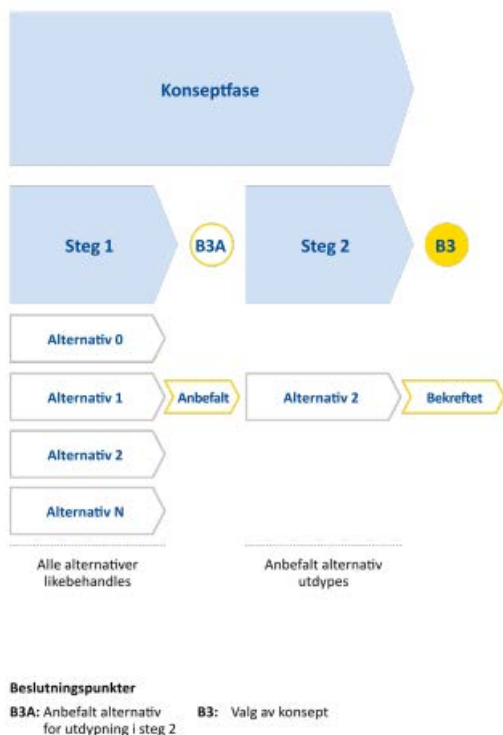 Konseptfase
Steg 1
B3A
Steg 2
B3
Alternativ 0
Alternativ 1
Anbefalt
Alternativ 2
Bekreftet
Alternativ 2
Alternativ N
Alle alternativer
likebehandles
Anbefalt alternativ
utdypes
Beslutningspunkter
B3A: Anbefalt alternativ
for utdypning i steg 2
B3: Valg av konsept